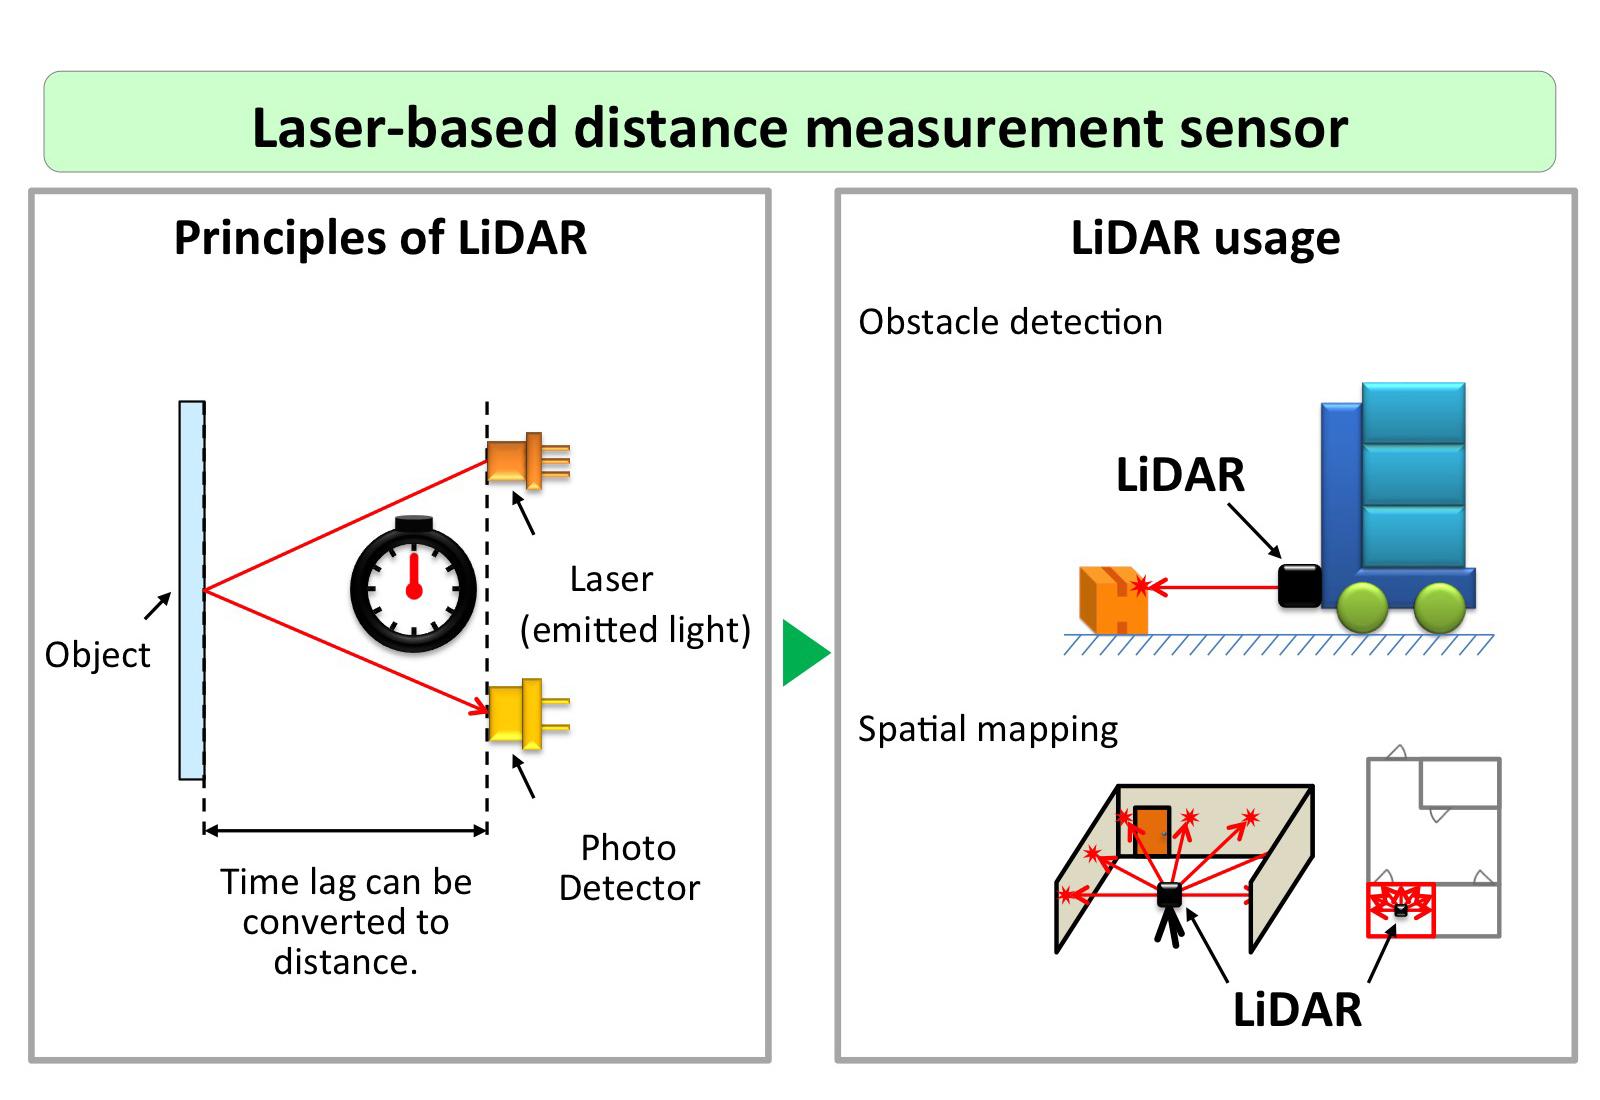 Laser-based distance measurement sensor
Principles of LiDAR
Object
Laser
(emitted light)
Photo
Detector
Time lag can be
converted to
distance.
LiDAR usage
Obstacle detection
LiDAR
Spatial mapping
LiDAR